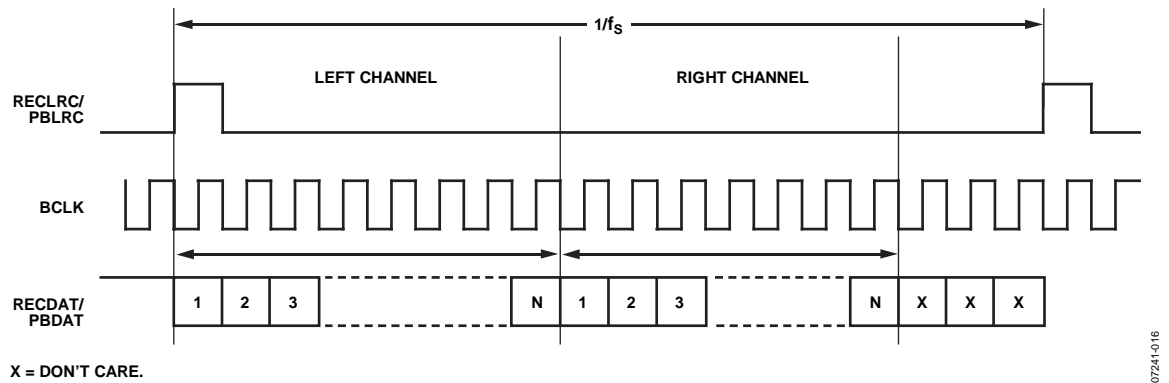 1/fS
LEFT CHANNEL
RIGHT CHANNEL
RECLRC/
PBLRC
BCLK
RECDAT/
PBDAT
1 2 3 N 1 2 3 N X X X
X = DON'T CARE.
07241-016